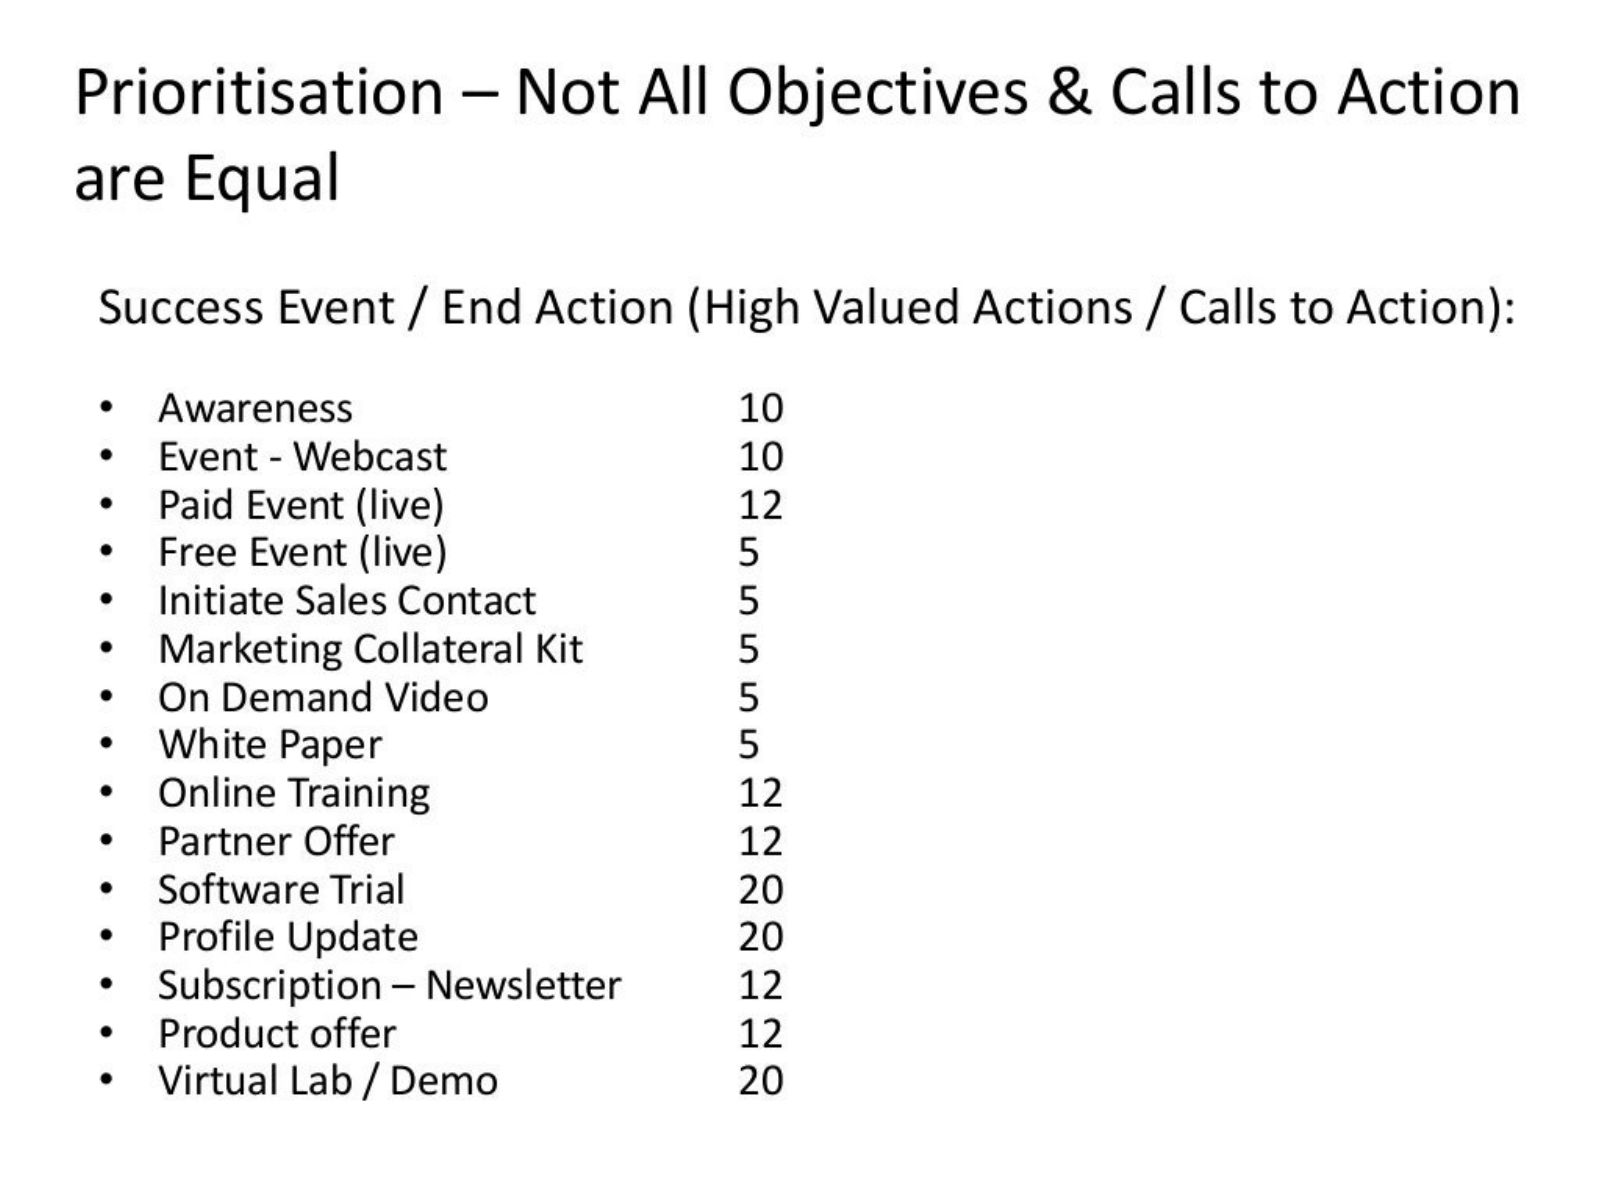 Prioritisation – Not All Objectives & Calls to Action
are Equal
Success Event / End Action (High Valued Actions / Calls to Action):
• Awareness 10
• Event - Webcast 10
• Paid Event (live) 12
• Free Event (live) 5
• Initiate Sales Contact 5
• Marketing Collateral Kit 5
• On Demand Video 5
• White Paper 5
• Online Training 12
• Partner Offer 12
• Software Trial 20
• Profile Update 20
• Subscription – Newsletter 12
• Product offer 12
• Virtual Lab / Demo 20